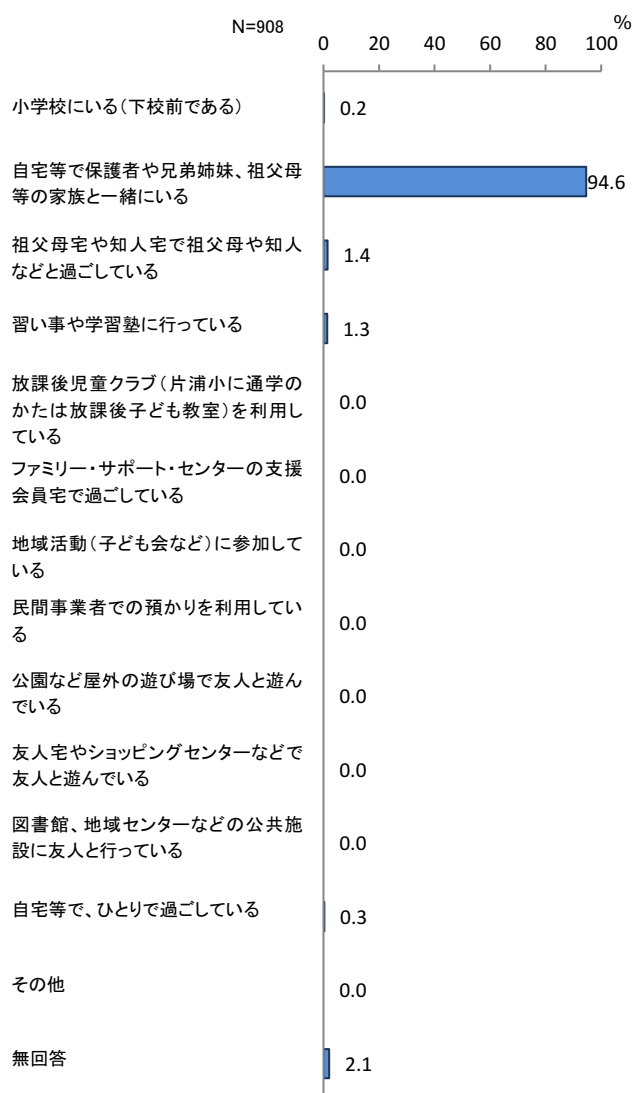 N=908
%
0 20 40 60 80 100
小学校にいる(下校前である)
0.2
自宅等で保護者や兄弟姉妹、祖父母
等の家族と一緒にいる
94.6
祖父母宅や知人宅で祖父母や知人
などと過ごしている
1.4
習い事や学習塾に行っている
1.3
放課後児童クラブ(片浦小に通学の
かたは放課後子ども教室)を利用し
ている
0.0
ファミリー・サポート・センターの支援
会員宅で過ごしている
0.0
地域活動(子ども会など)に参加して
いる
0.0
民間事業者での預かりを利用してい
る
0.0
公園など屋外の遊び場で友人と遊ん
でいる
0.0
友人宅やショッピングセンターなどで
友人と遊んでいる
0.0
図書館、地域センターなどの公共施
設に友人と行っている
0.0
自宅等で、ひとりで過ごしている
0.3
その他
0.0
無回答
2.1